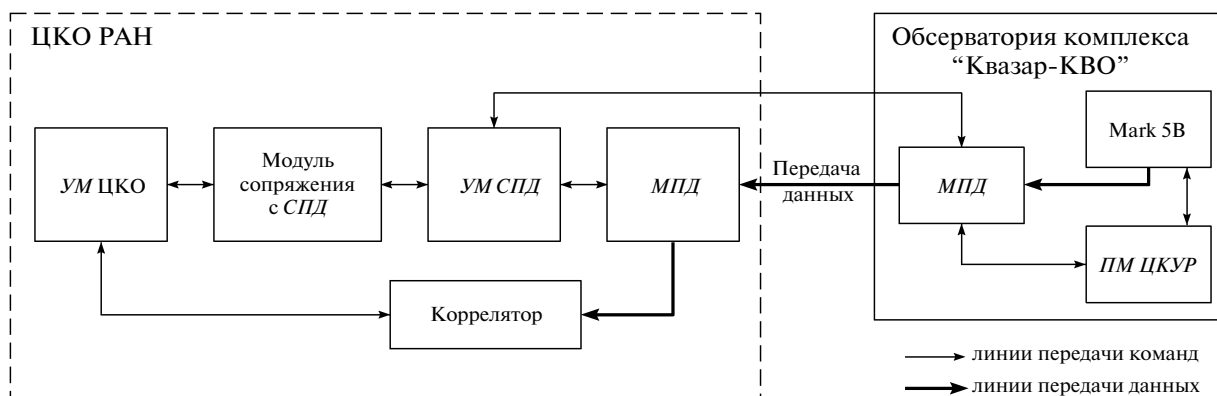 ЦКО РАН
Обсерватория комплекса
“Квазар-КВО”
УМ ЦКО
Модуль
сопряжения
с СПД
УМ СПД
МПД
Передача
данных
МПД
Mark 5B
ПМ ЦКУР
Коррелятор
линии передачи команд
линии передачи данных